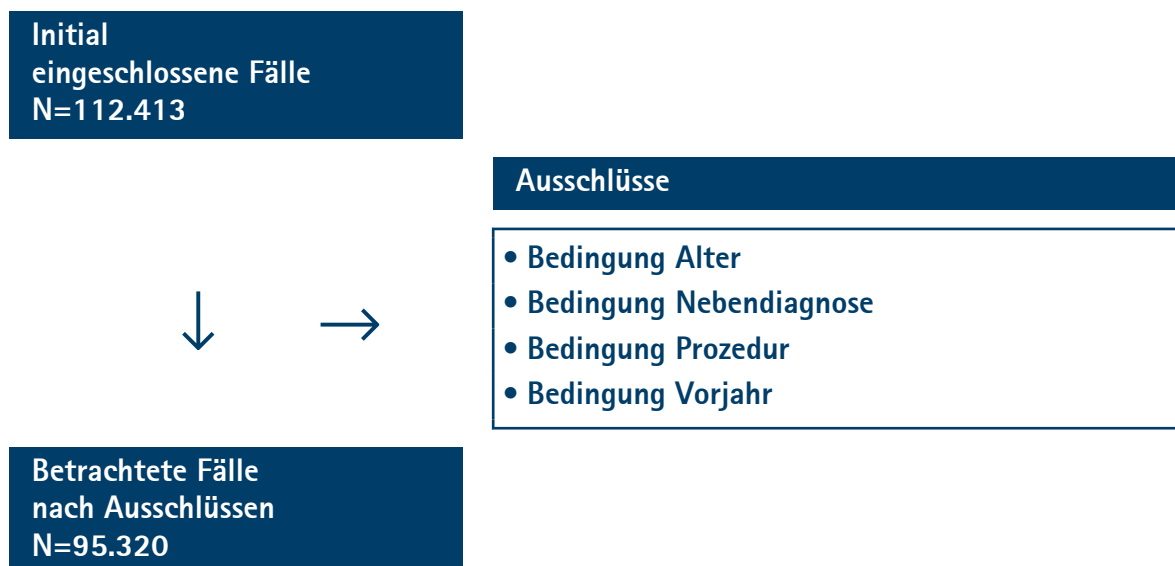 Initial
eingeschlossene Fälle
N=112.413
Ausschlüsse
• Bedingung Alter
• Bedingung Nebendiagnose
• Bedingung Prozedur
• Bedingung Vorjahr
Betrachtete Fälle
nach Ausschlüssen
N=95.320